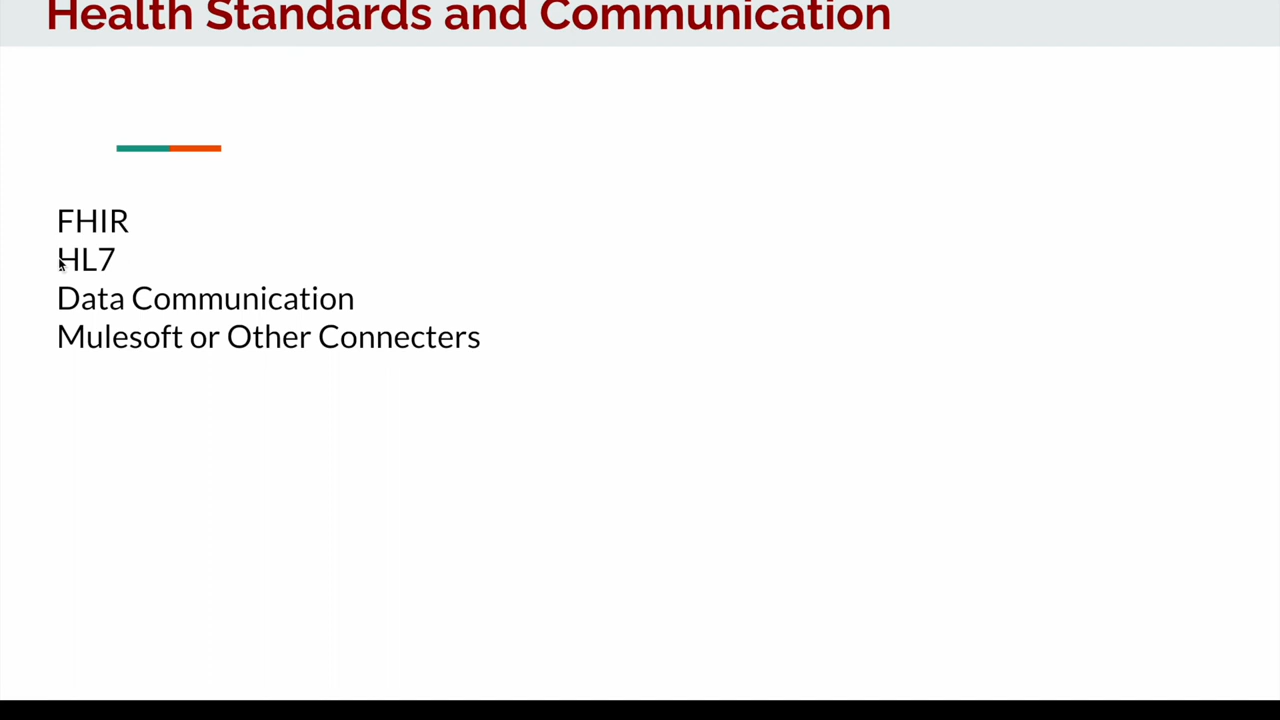 Health Standards and Communication
FHIR
HL7
Data Communication
Mulesoft or Other Connecters